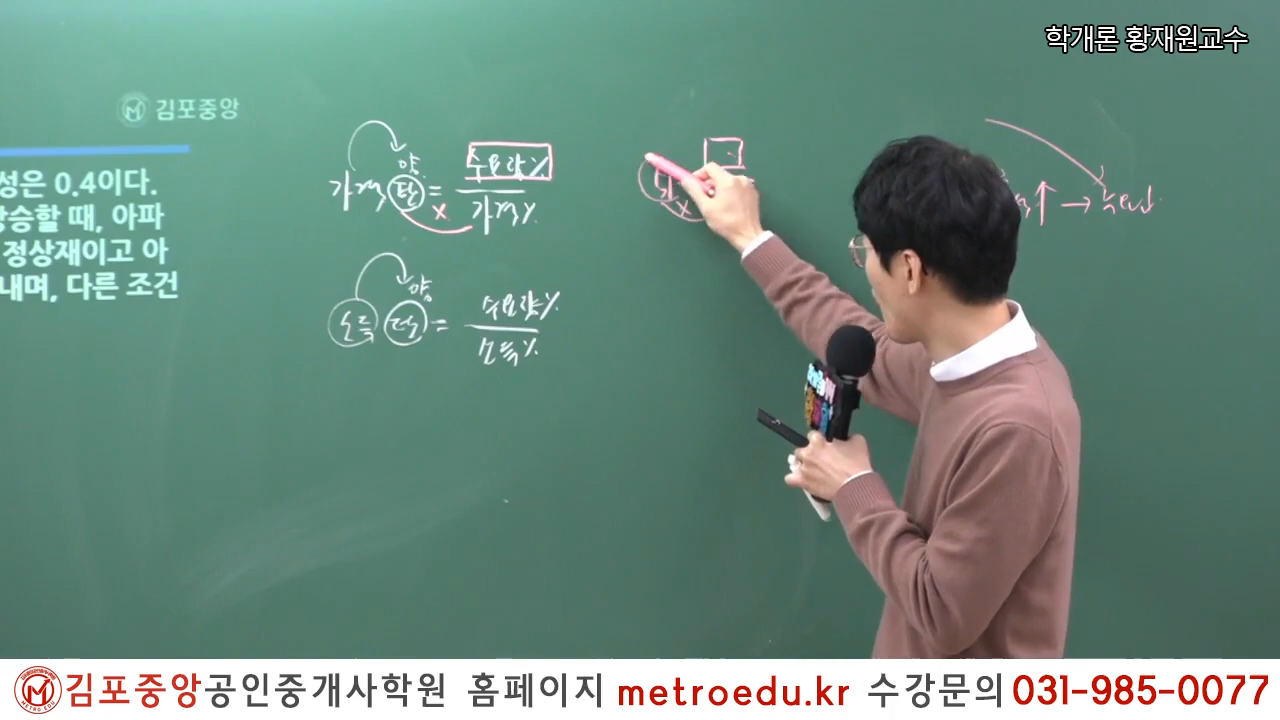 학개론 황재원교수
김포중앙
성은 0.4이다.
상승할 때, 아파
정상재이고 아
내며, 다른 조건
양
가격 탄 = 수요량%
x 가격%
양
소득 탄 = 수요량%
소득%
탄
x
↑ →
김포중앙공인중개사학원 홈페이지 metroedu.kr 수강문의 031-985-0077